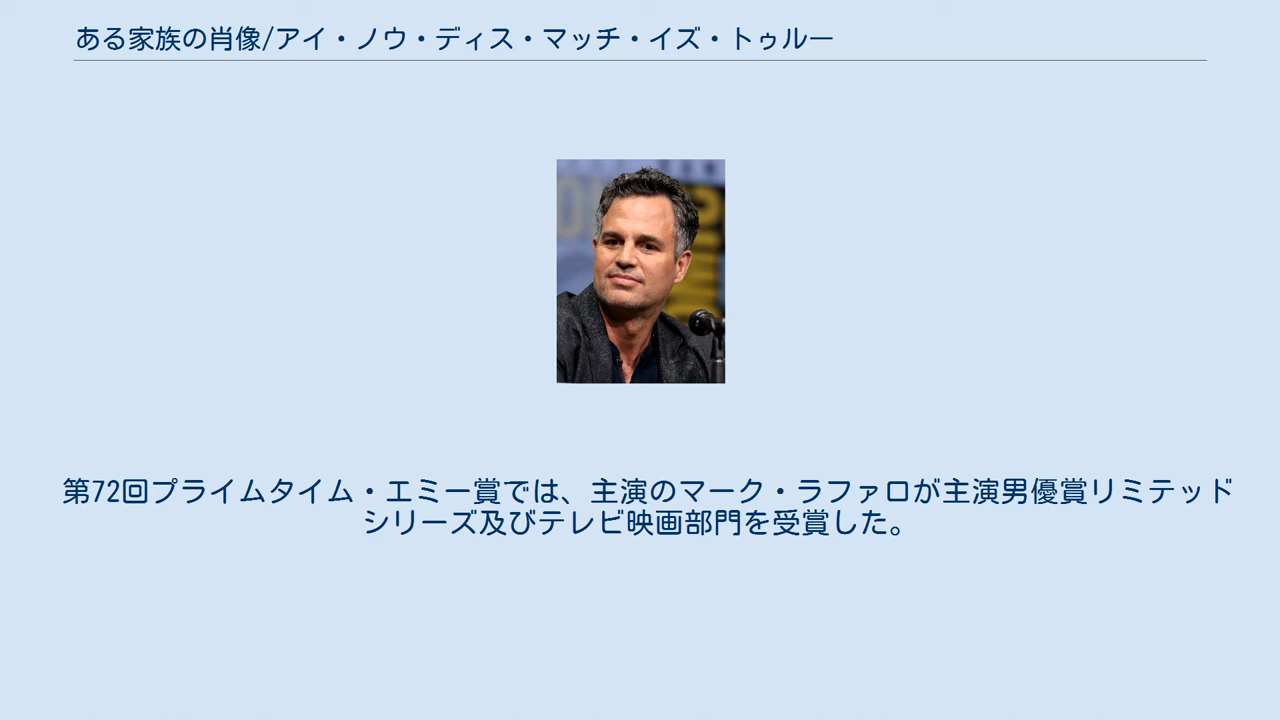 ある家族の肖像/アイ・ノウ・ディス・マッチ・イズ・トゥルー
第72回プライムタイム・エミー賞では、主演のマーク・ラファロが主演男優賞リミテッド
シリーズ及びテレビ映画部門を受賞した。